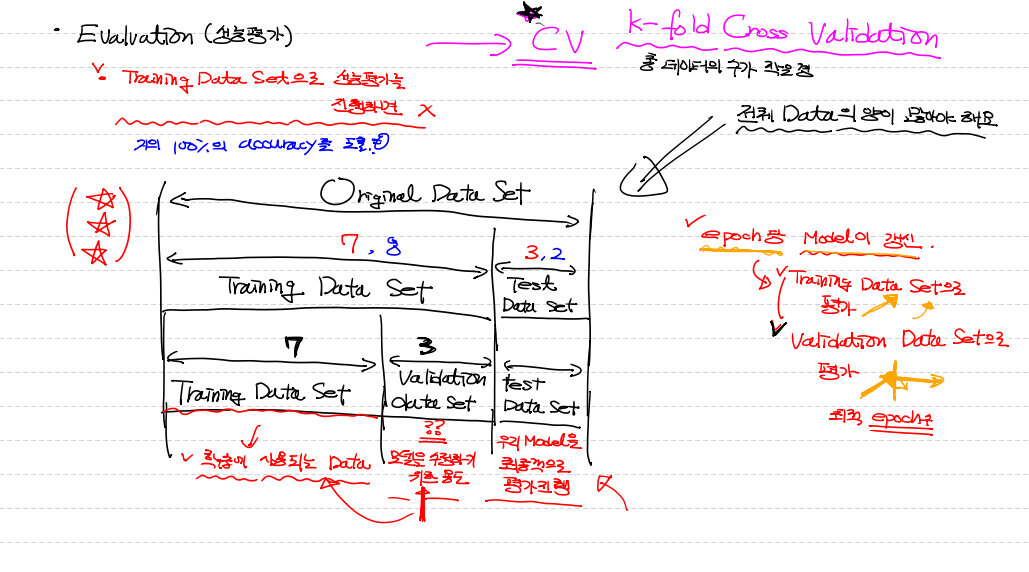 • Evaluation (성능평가)
v • Training Data Set으로 성능평가를
진행하면 X
거의 100%의 accuracy를 도출.
★ CV
k-fold Cross Validation
총 데이터의 수가 작을 경
전체 Data의 양이 많아야 해요
Original Data Set
7, 8
3, 2
Training Data Set
Test
Data Set
7
3
Training Data Set
Validation
data set
test
Data Set
??
✓ 학습에 사용되는 Data
모델을 수정하기
위한 용도
우리 Model을
최종적으로
평가진행
✓ epoch당 Model이 갱신.
✓ Training Data Set으로
평가
✓ Validation Data Set으로
평가
최적 epoch수